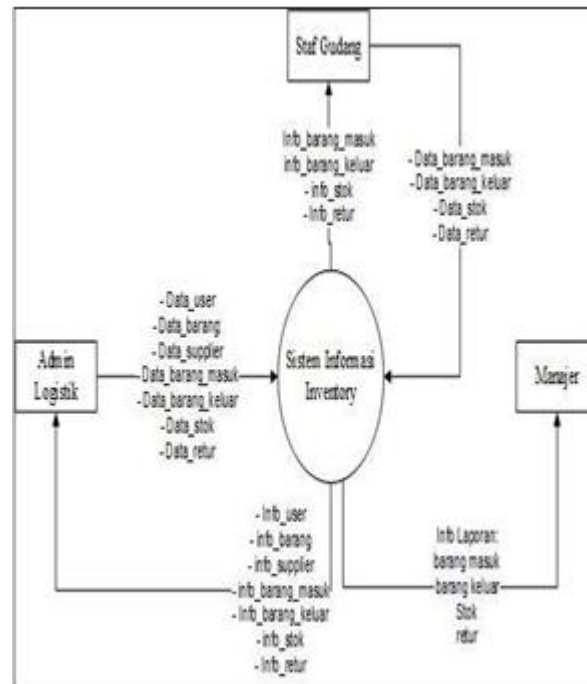 Staf Gudang
Info_barang_masuk
info_barang_keluar
- info_stok
- Info_retur
- Data_barang_masuk
- Data_barang_keluar
- Data_stok
- Data_retur
- Data_user
- Data_barang
- Data_supplier
Data_barang_masuk
- Data_barang_keluar
- Data_stok
- Data_retur
Admin
Logistik
Sistem Informasi
Inventory
Manajer
- Info_user
- info_barang
- info_supplier
- info_barang_masuk
- Info_barang_keluar
- info_stok
- Info_retur
Info Laporan:
barang masuk
barang keluar
Stok
retur